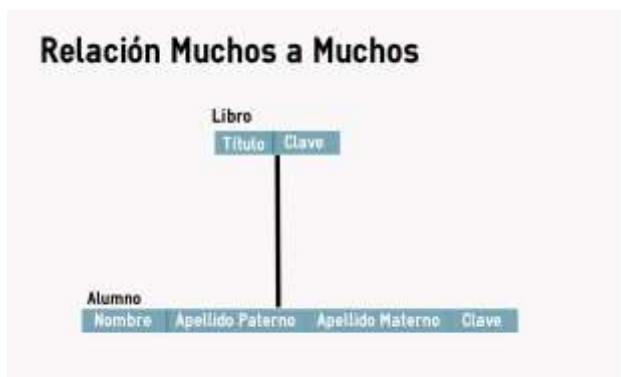 Relación Muchos a Muchos
Libro
Título Clave
Alumno
Nombre Apellido Paterno Apellido Materno Clave